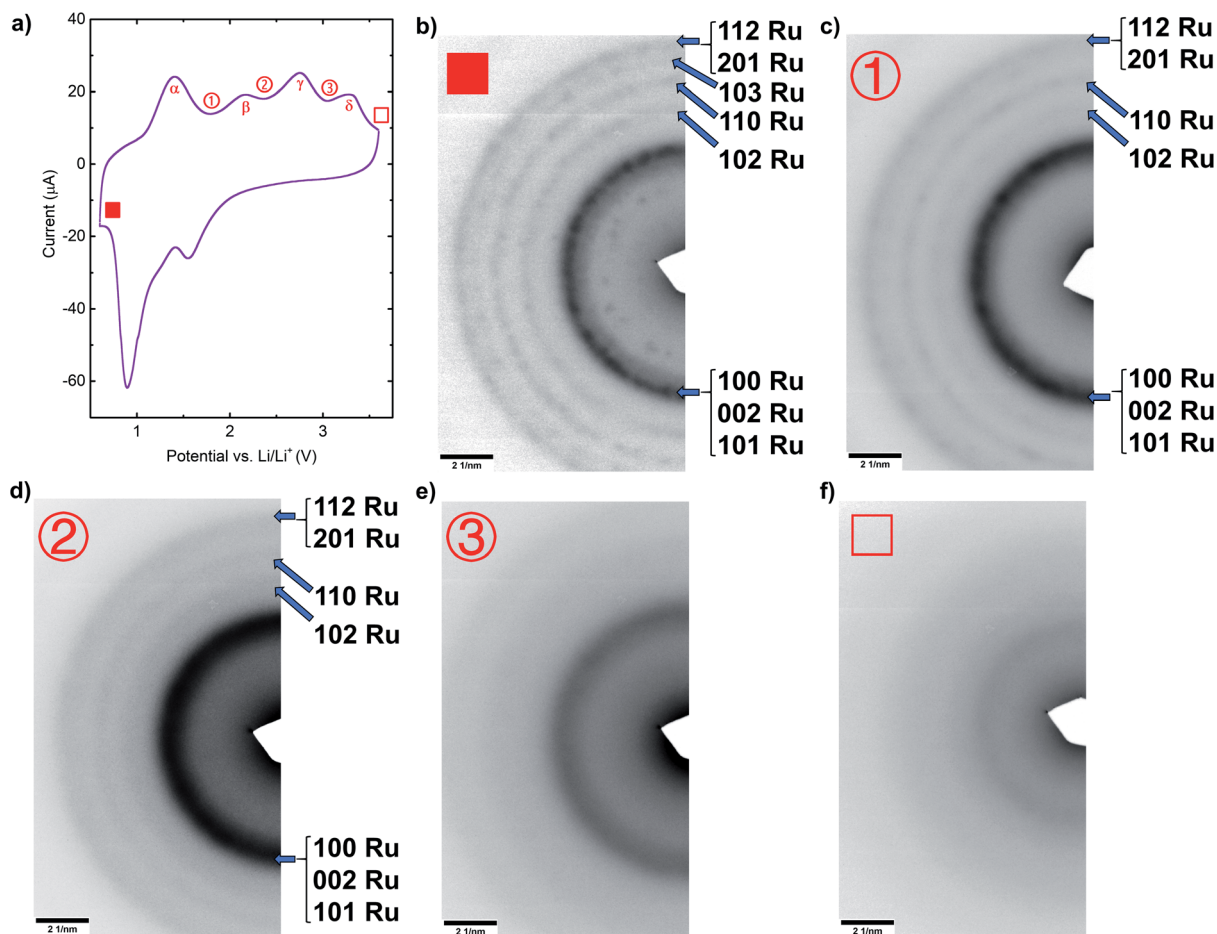 a)
40
20
0
-20
-40
-60
Current (μA)
1
2
3
Potential vs. Li/Li⁺ (V)
α
①
β
②
γ
③
δ
b)
112 Ru
201 Ru
103 Ru
110 Ru
102 Ru
100 Ru
002 Ru
101 Ru
2 1/nm
c)
①
112 Ru
201 Ru
110 Ru
102 Ru
100 Ru
002 Ru
101 Ru
2 1/nm
d)
②
112 Ru
201 Ru
110 Ru
102 Ru
100 Ru
002 Ru
101 Ru
2 1/nm
e)
③
2 1/nm
f)
2 1/nm